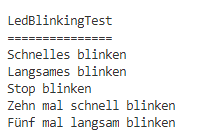 LedBlinkingTest
===============
Schnelles blinken
Langsames blinken
Stop blinken
Zehn mal schnell blinken
Fünf mal langsam blinken